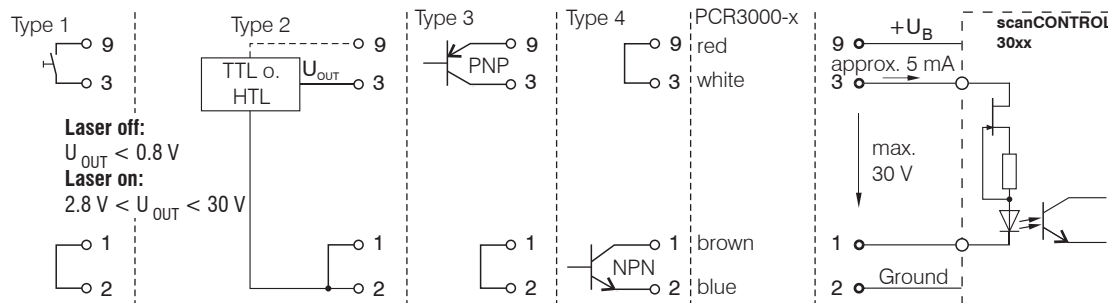 Type 1
9
3
Laser off:
U OUT < 0.8 V
Laser on:
2.8 V < U OUT < 30 V
1
2
Type 2
TTL o.
HTL
U OUT
9
3
1
2
Type 3
PNP
9
3
1
2
Type 4
9
3
NPN
1
2
PCR3000-x
red
white
brown
blue
9
+U B
approx. 5 mA
3
max.
30 V
1
2
Ground
scanCONTROL
30xx